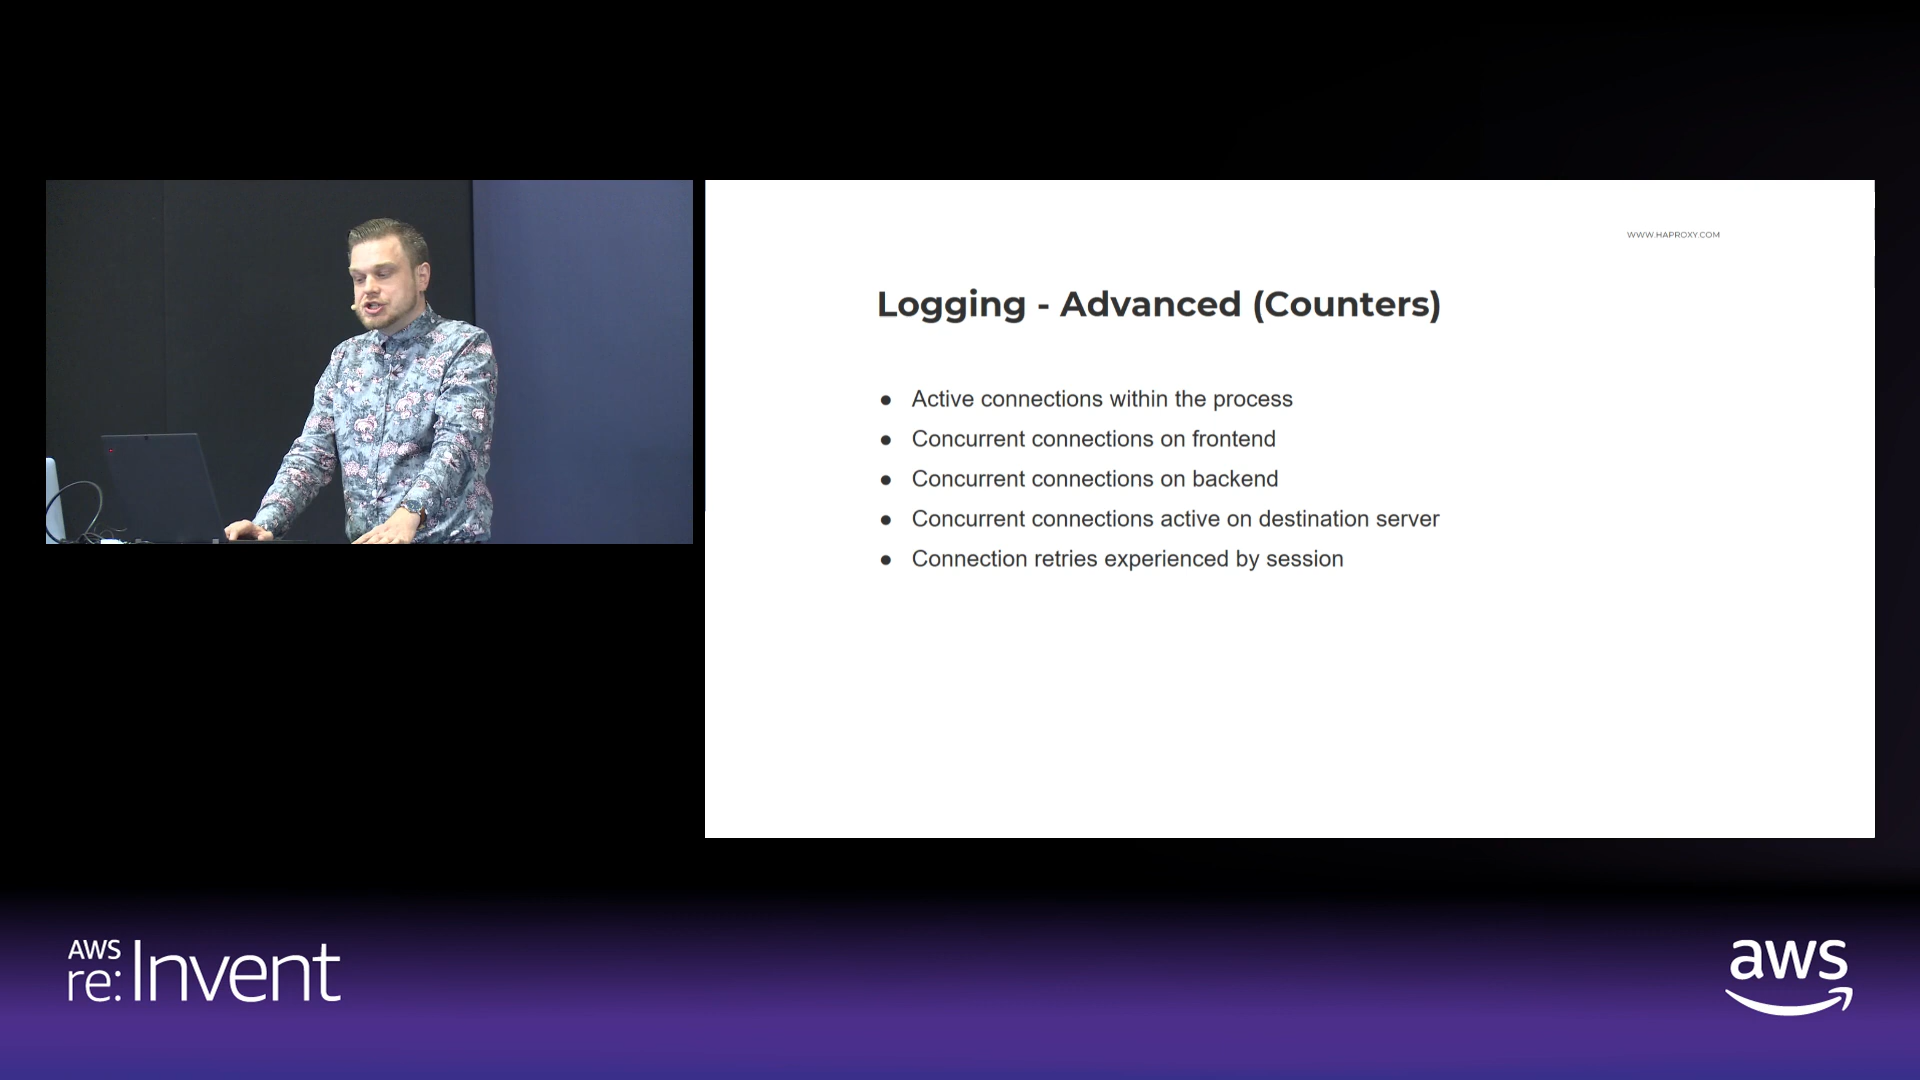 WWW.HAPROXY.COM
Logging - Advanced (Counters)
● Active connections within the process
● Concurrent connections on frontend
● Concurrent connections on backend
● Concurrent connections active on destination server
● Connection retries experienced by session
AWS
re:Invent
aws